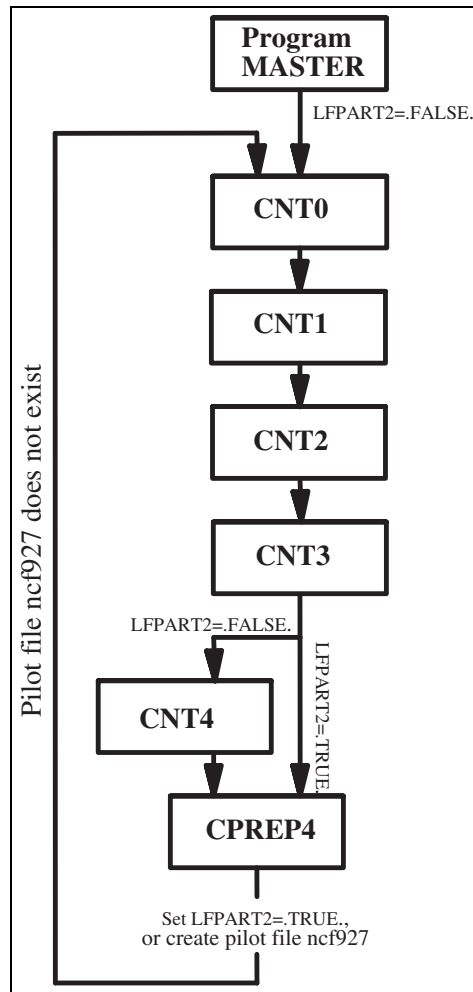 Program
MASTER
LFPART2=.FALSE.
CNT0
CNT1
CNT2
CNT3
LFPART2=.FALSE.
LFPART2=.TRUE.
CNT4
CPREP4
Set LFPART2=.TRUE.,
or create pilot file ncf927
Pilot file ncf927 does not exist